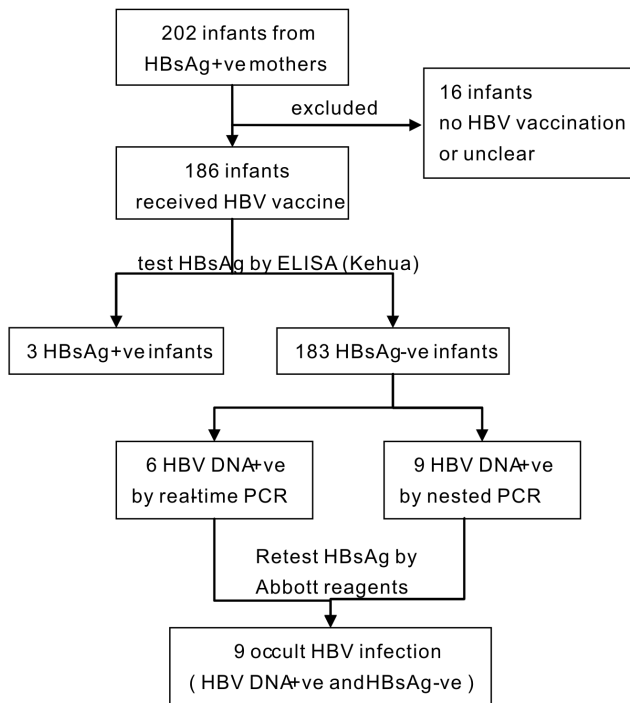 202 infants from
HBsAg+ve mothers
excluded
16 infants
no HBV vaccination
or unclear
186 infants
received HBV vaccine
test HBsAg by ELISA (Kehua)
3 HBsAg+ve infants
183 HBsAg-ve infants
6 HBV DNA+ve
by real-time PCR
9 HBV DNA+ve
by nested PCR
Retest HBsAg by
Abbott reagents
9 occult HBV infection
( HBV DNA+ve and HBsAg-ve )